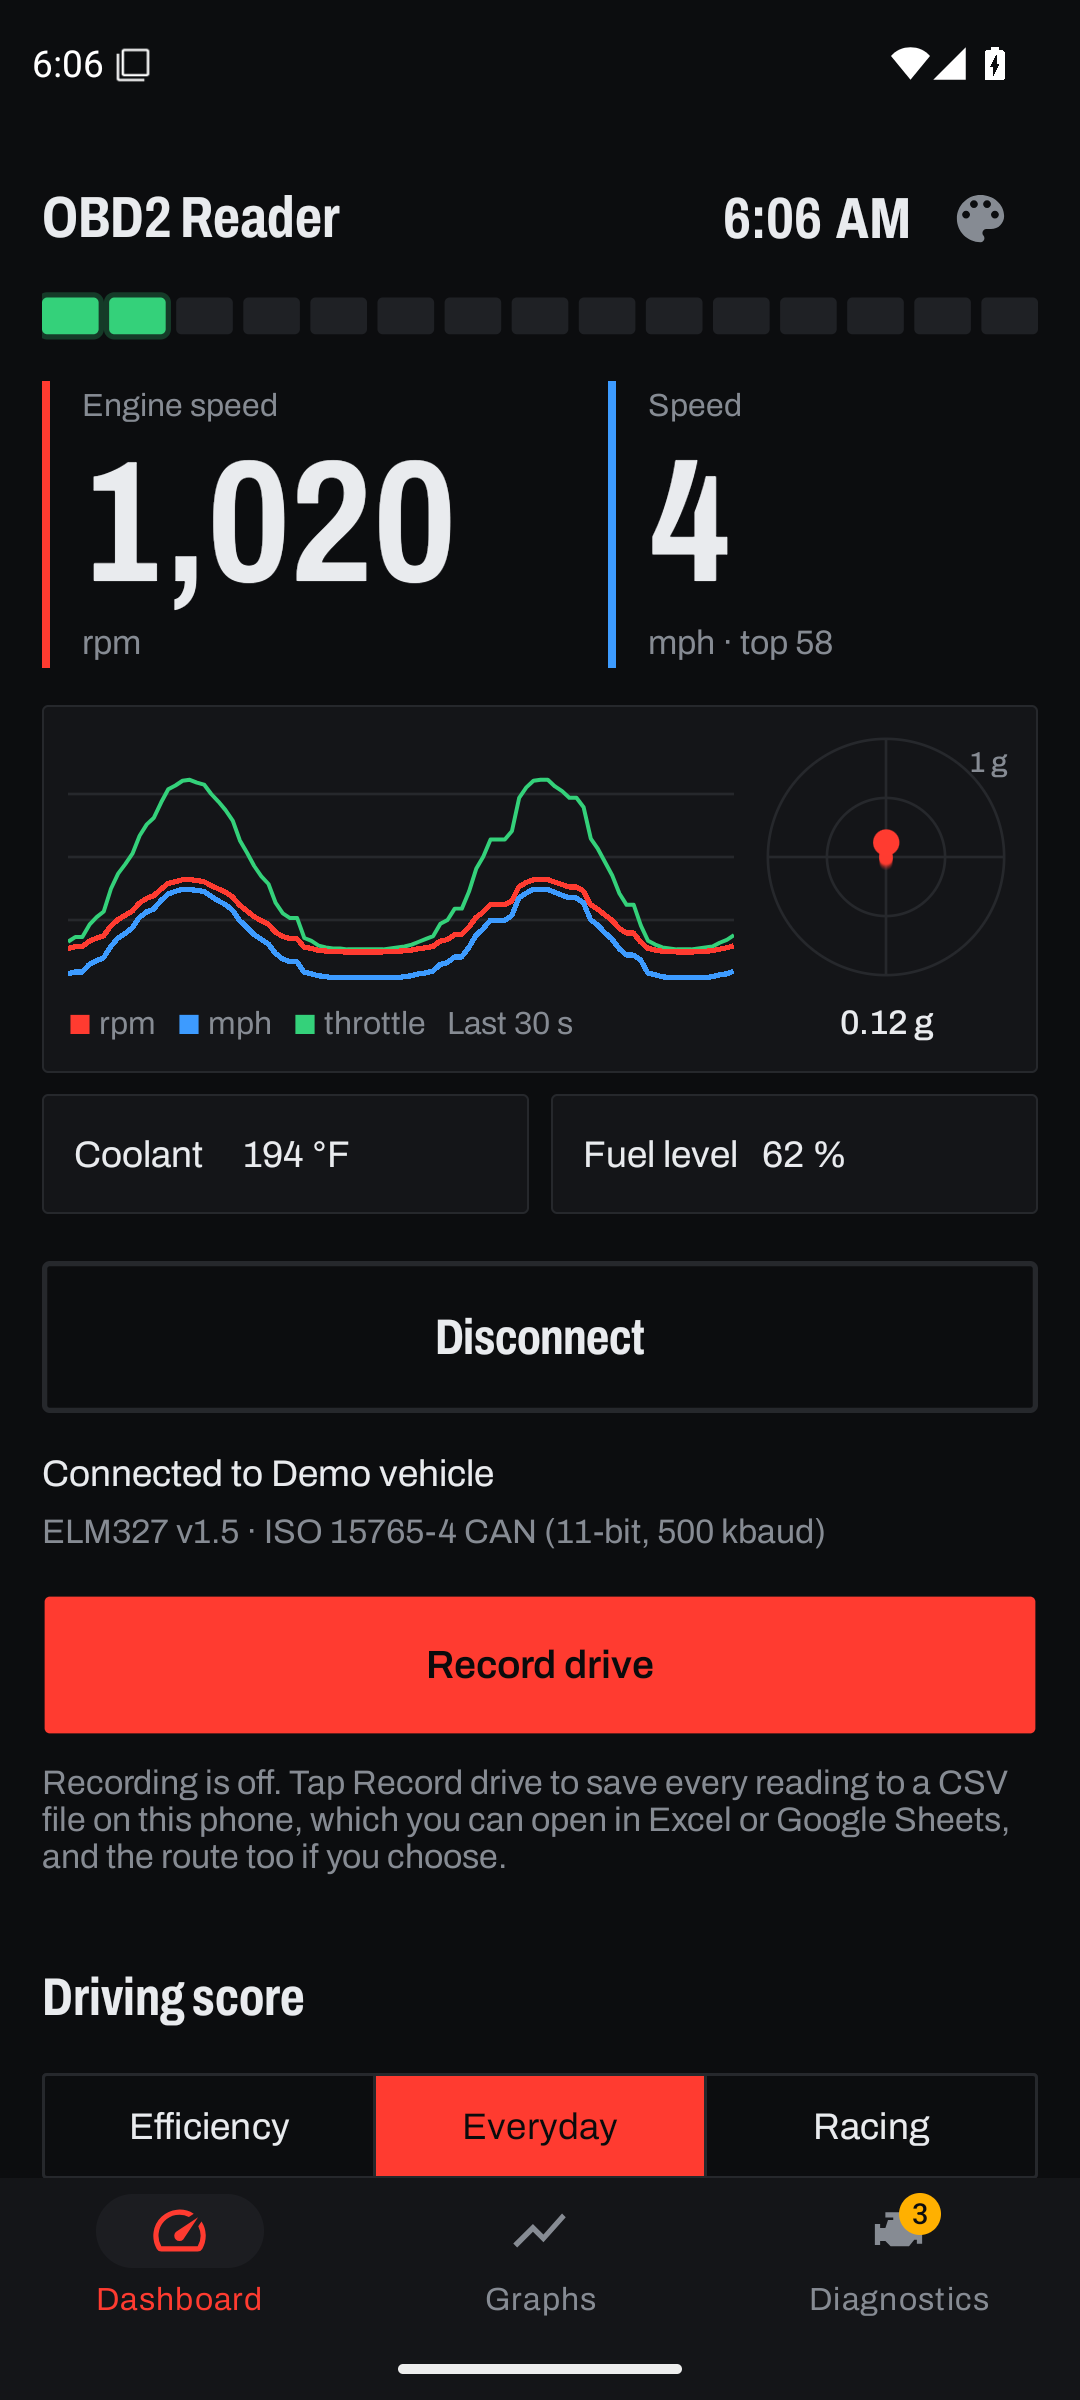 6:06
OBD2 Reader 6:06 AM
Engine speed Speed
1,020 4
rpm mph · top 58
1 g
rpm mph throttle Last 30 s 0.12 g
Coolant 194 °F Fuel level 62 %
Disconnect
Connected to Demo vehicle
ELM327 v1.5 · ISO 15765-4 CAN (11-bit, 500 kbaud)
Record drive
Recording is off. Tap Record drive to save every reading to a CSV
file on this phone, which you can open in Excel or Google Sheets,
and the route too if you choose.
Driving score
Efficiency Everyday Racing
3
Dashboard Graphs Diagnostics